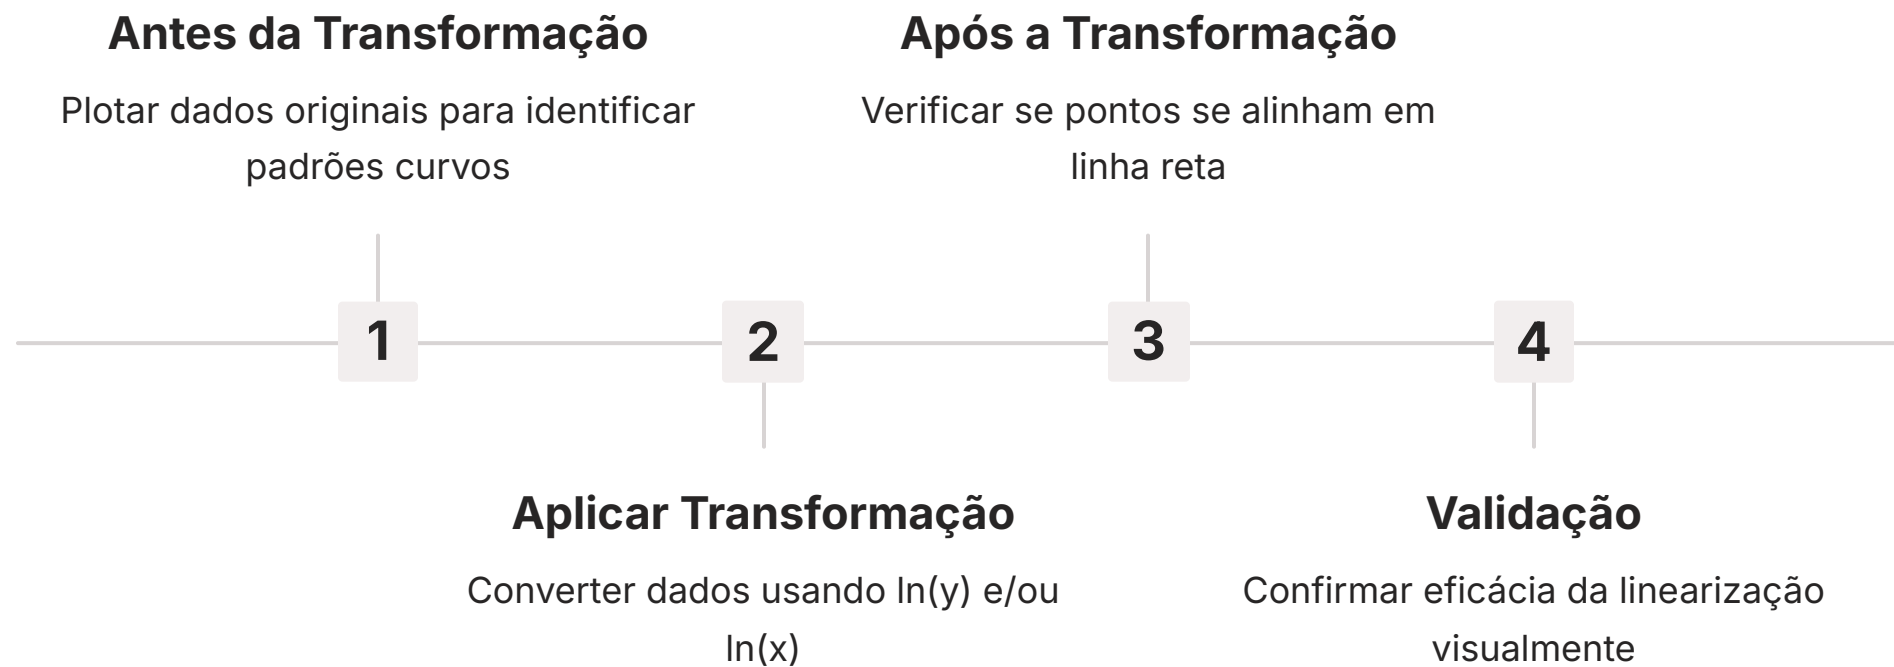 Antes da Transformação
Plotar dados originais para identificar
padrões curvos
Após a Transformação
Verificar se pontos se alinham em
linha reta
1
2
3
4
Aplicar Transformação
Converter dados usando ln(y) e/ou
ln(x)
Validação
Confirmar eficácia da linearização
visualmente